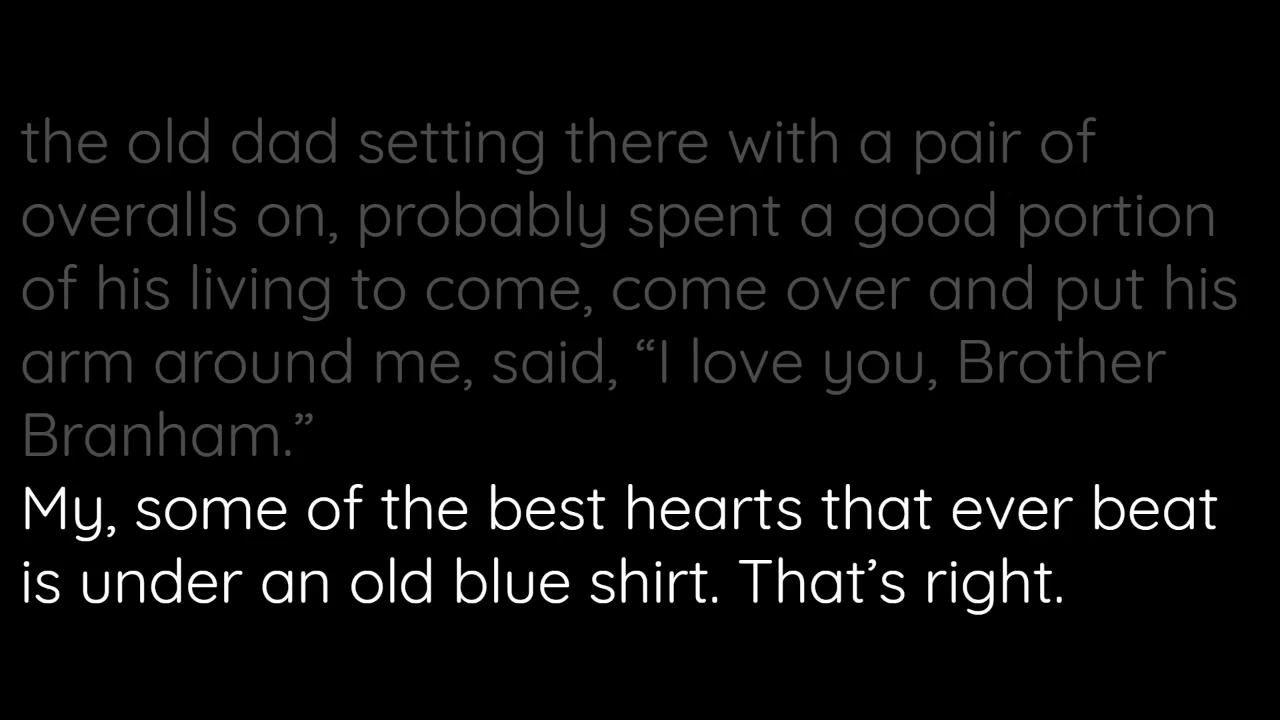 the old dad setting there with a pair of
overalls on, probably spent a good portion
of his living to come, come over and put his
arm around me, said, “I love you, Brother
Branham.”
My, some of the best hearts that ever beat
is under an old blue shirt. That’s right.